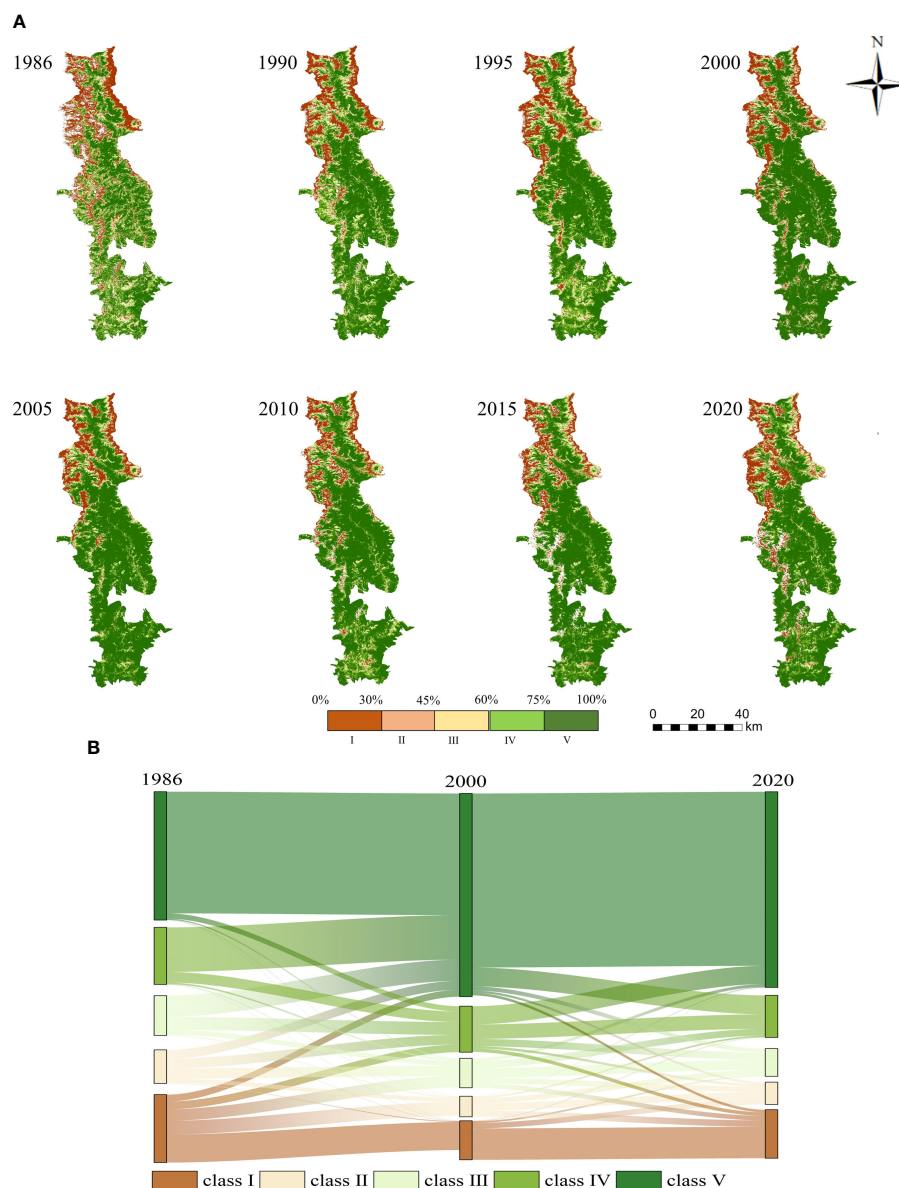 A
1986 1990 1995 2000
N
2005 2010 2015 2020
0% 30% 45% 60% 75% 100%
I II III IV V
0 20 40
km
B
1986 2000 2020
class I class II class III class IV class V